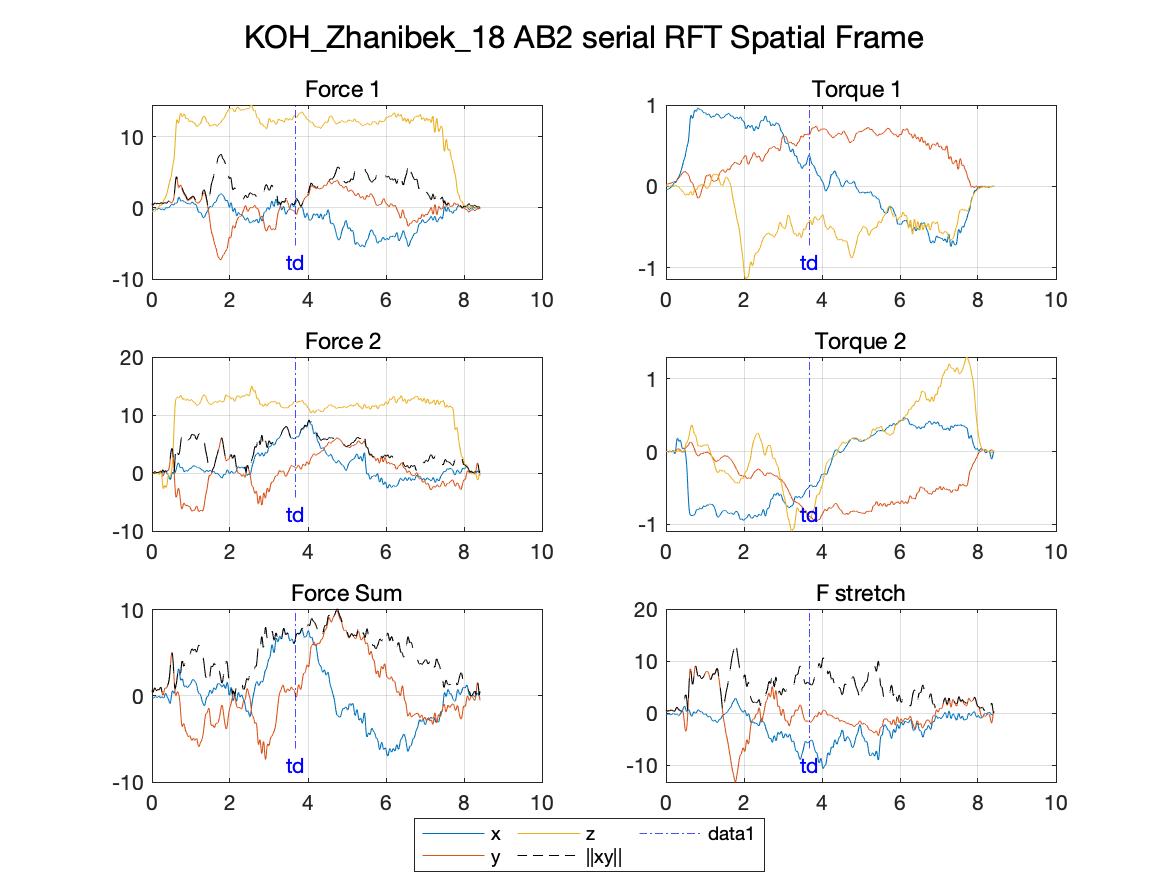 KOH_Zhanibek_18 AB2 serial RFT Spatial Frame
Force 1
10
0
-10
td
0 2 4 6 8 10
Torque 1
1
0
-1
td
0 2 4 6 8 10
Force 2
20
10
0
-10
td
0 2 4 6 8 10
Torque 2
1
0
-1
td
0 2 4 6 8 10
Force Sum
10
0
-10
td
0 2 4 6 8 10
F stretch
20
10
0
-10
td
0 2 4 6 8 10
x z data1
y ||xy||